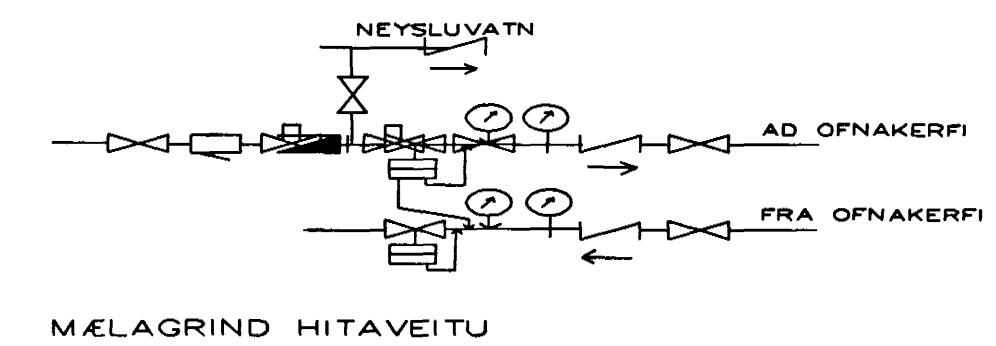 NEYSLUVATN
AD OFNAKERFI
FRA OFNAKERFI
MÆLAGRIND HITAVEITU